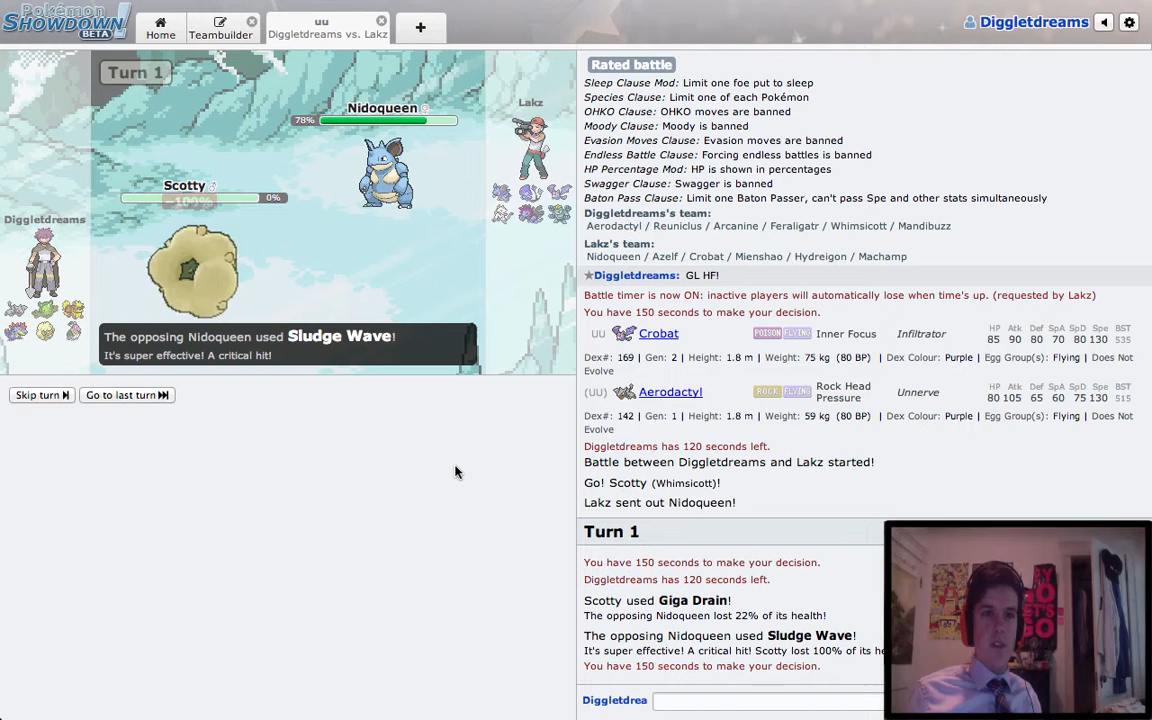 Pokémon
SHOWDOWN!
BETA
Home
Teambuilder
uu
Diggletdreams vs. Lakz
Diggletdreams
Turn 1
Nidoqueen
78%
Lakz
Scotty
-100%
0%
Diggletdreams
The opposing Nidoqueen used Sludge Wave!
It's super effective! A critical hit!
Skip turn
Go to last turn
Rated battle
Sleep Clause Mod: Limit one foe put to sleep
Species Clause: Limit one of each Pokémon
OHKO Clause: OHKO moves are banned
Moody Clause: Moody is banned
Evasion Moves Clause: Evasion moves are banned
Endless Battle Clause: Forcing endless battles is banned
HP Percentage Mod: HP is shown in percentages
Swagger Clause: Swagger is banned
Baton Pass Clause: Limit one Baton Passer, can't pass Spe and other stats simultaneously
Diggletdreams's team:
Aerodactyl / Reuniclus / Arcanine / Feraligatr / Whimsicott / Mandibuzz
Lakz's team:
Nidoqueen / Azelf / Crobat / Mienshao / Hydreigon / Machamp
★Diggletdreams: GL HF!
Battle timer is now ON: inactive players will automatically lose when time's up. (requested by Lakz)
You have 150 seconds to make your decision.
UU Crobat POISON FLYING Inner Focus Infiltrator HP 85 Atk 90 Def 80 SpA 70 SpD 80 Spe 130 BST 535
Dex#: 169 | Gen: 2 | Height: 1.8 m | Weight: 75 kg (80 BP) | Dex Colour: Purple | Egg Group(s): Flying | Does Not
Evolve
(UU) Aerodactyl ROCK FLYING Rock Head Pressure Unnerve HP 80 Atk 105 Def 65 SpA 60 SpD 75 Spe 130 BST 515
Dex#: 142 | Gen: 1 | Height: 1.8 m | Weight: 59 kg (80 BP) | Dex Colour: Purple | Egg Group(s): Flying | Does Not
Evolve
Diggletdreams has 120 seconds left.
Battle between Diggletdreams and Lakz started!
Go! Scotty (Whimsicott)!
Lakz sent out Nidoqueen!
Turn 1
You have 150 seconds to make your decision.
Diggletdreams has 120 seconds left.
Scotty used Giga Drain!
The opposing Nidoqueen lost 22% of its health!
The opposing Nidoqueen used Sludge Wave!
It's super effective! A critical hit! Scotty lost 100% of its he
You have 150 seconds to make your decision.
Diggletdrea